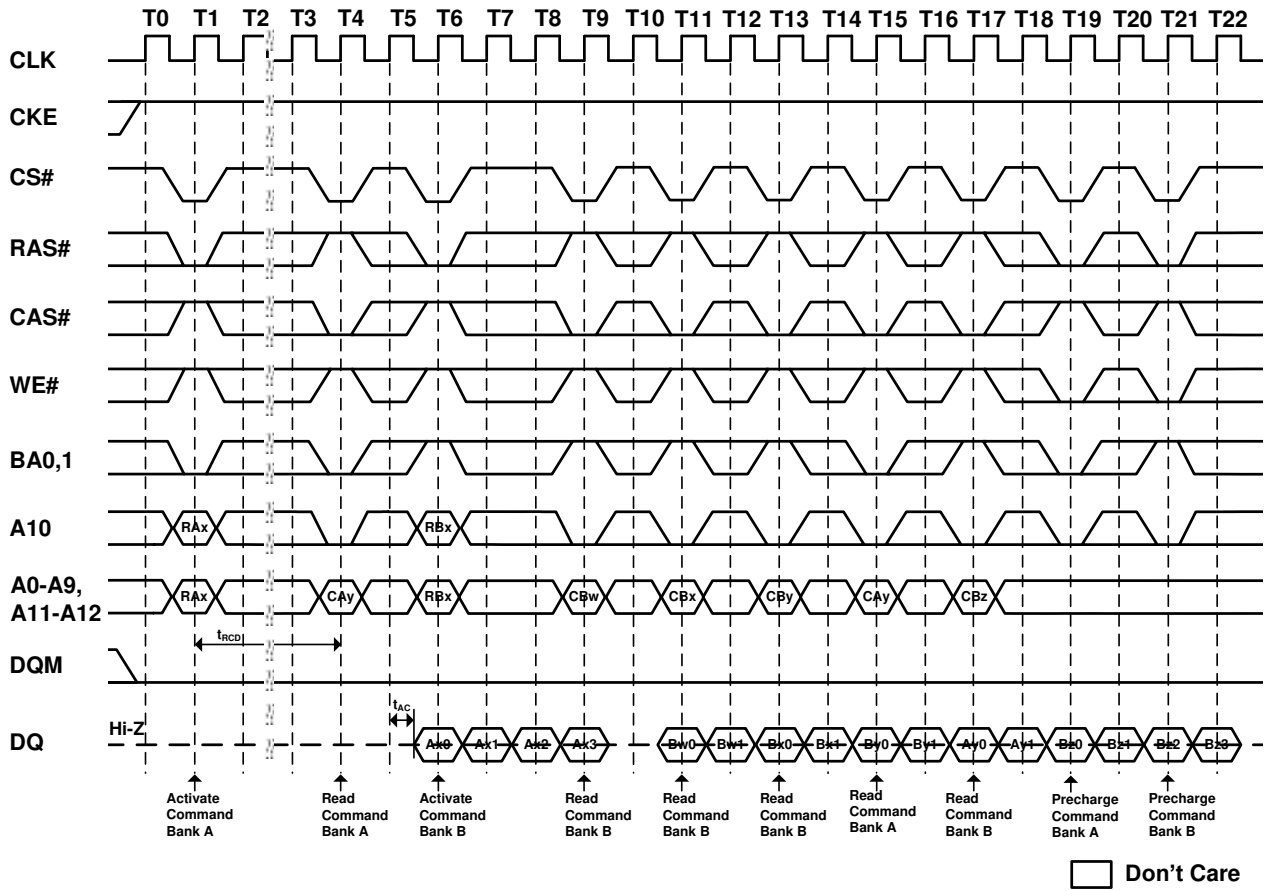 T0 T1 T2 T3 T4 T5 T6 T7 T8 T9 T10 T11 T12 T13 T14 T15 T16 T17 T18 T19 T20 T21 T22
CLK
CKE
CS#
RAS#
CAS#
WE#
BA0,1
A10 RAx RBx
A0-A9,
A11-A12
RAx CAy RBx CBw CBx CBy CAy CBz
tRCD
DQM
tAC
Hi-Z
DQ Ax0 Ax1 Ax2 Ax3 Bw0 Bw1 Bx0 Bx1 By0 By1 Ay0 Ay1 Bz0 Bz1 Bz2 Bz3
Activate
Command
Bank A
Read
Command
Bank A
Activate
Command
Bank B
Read
Command
Bank B
Read
Command
Bank B
Read
Command
Bank B
Read
Command
Bank A
Read
Command
Bank B
Precharge
Command
Bank A
Precharge
Command
Bank B
Don't Care